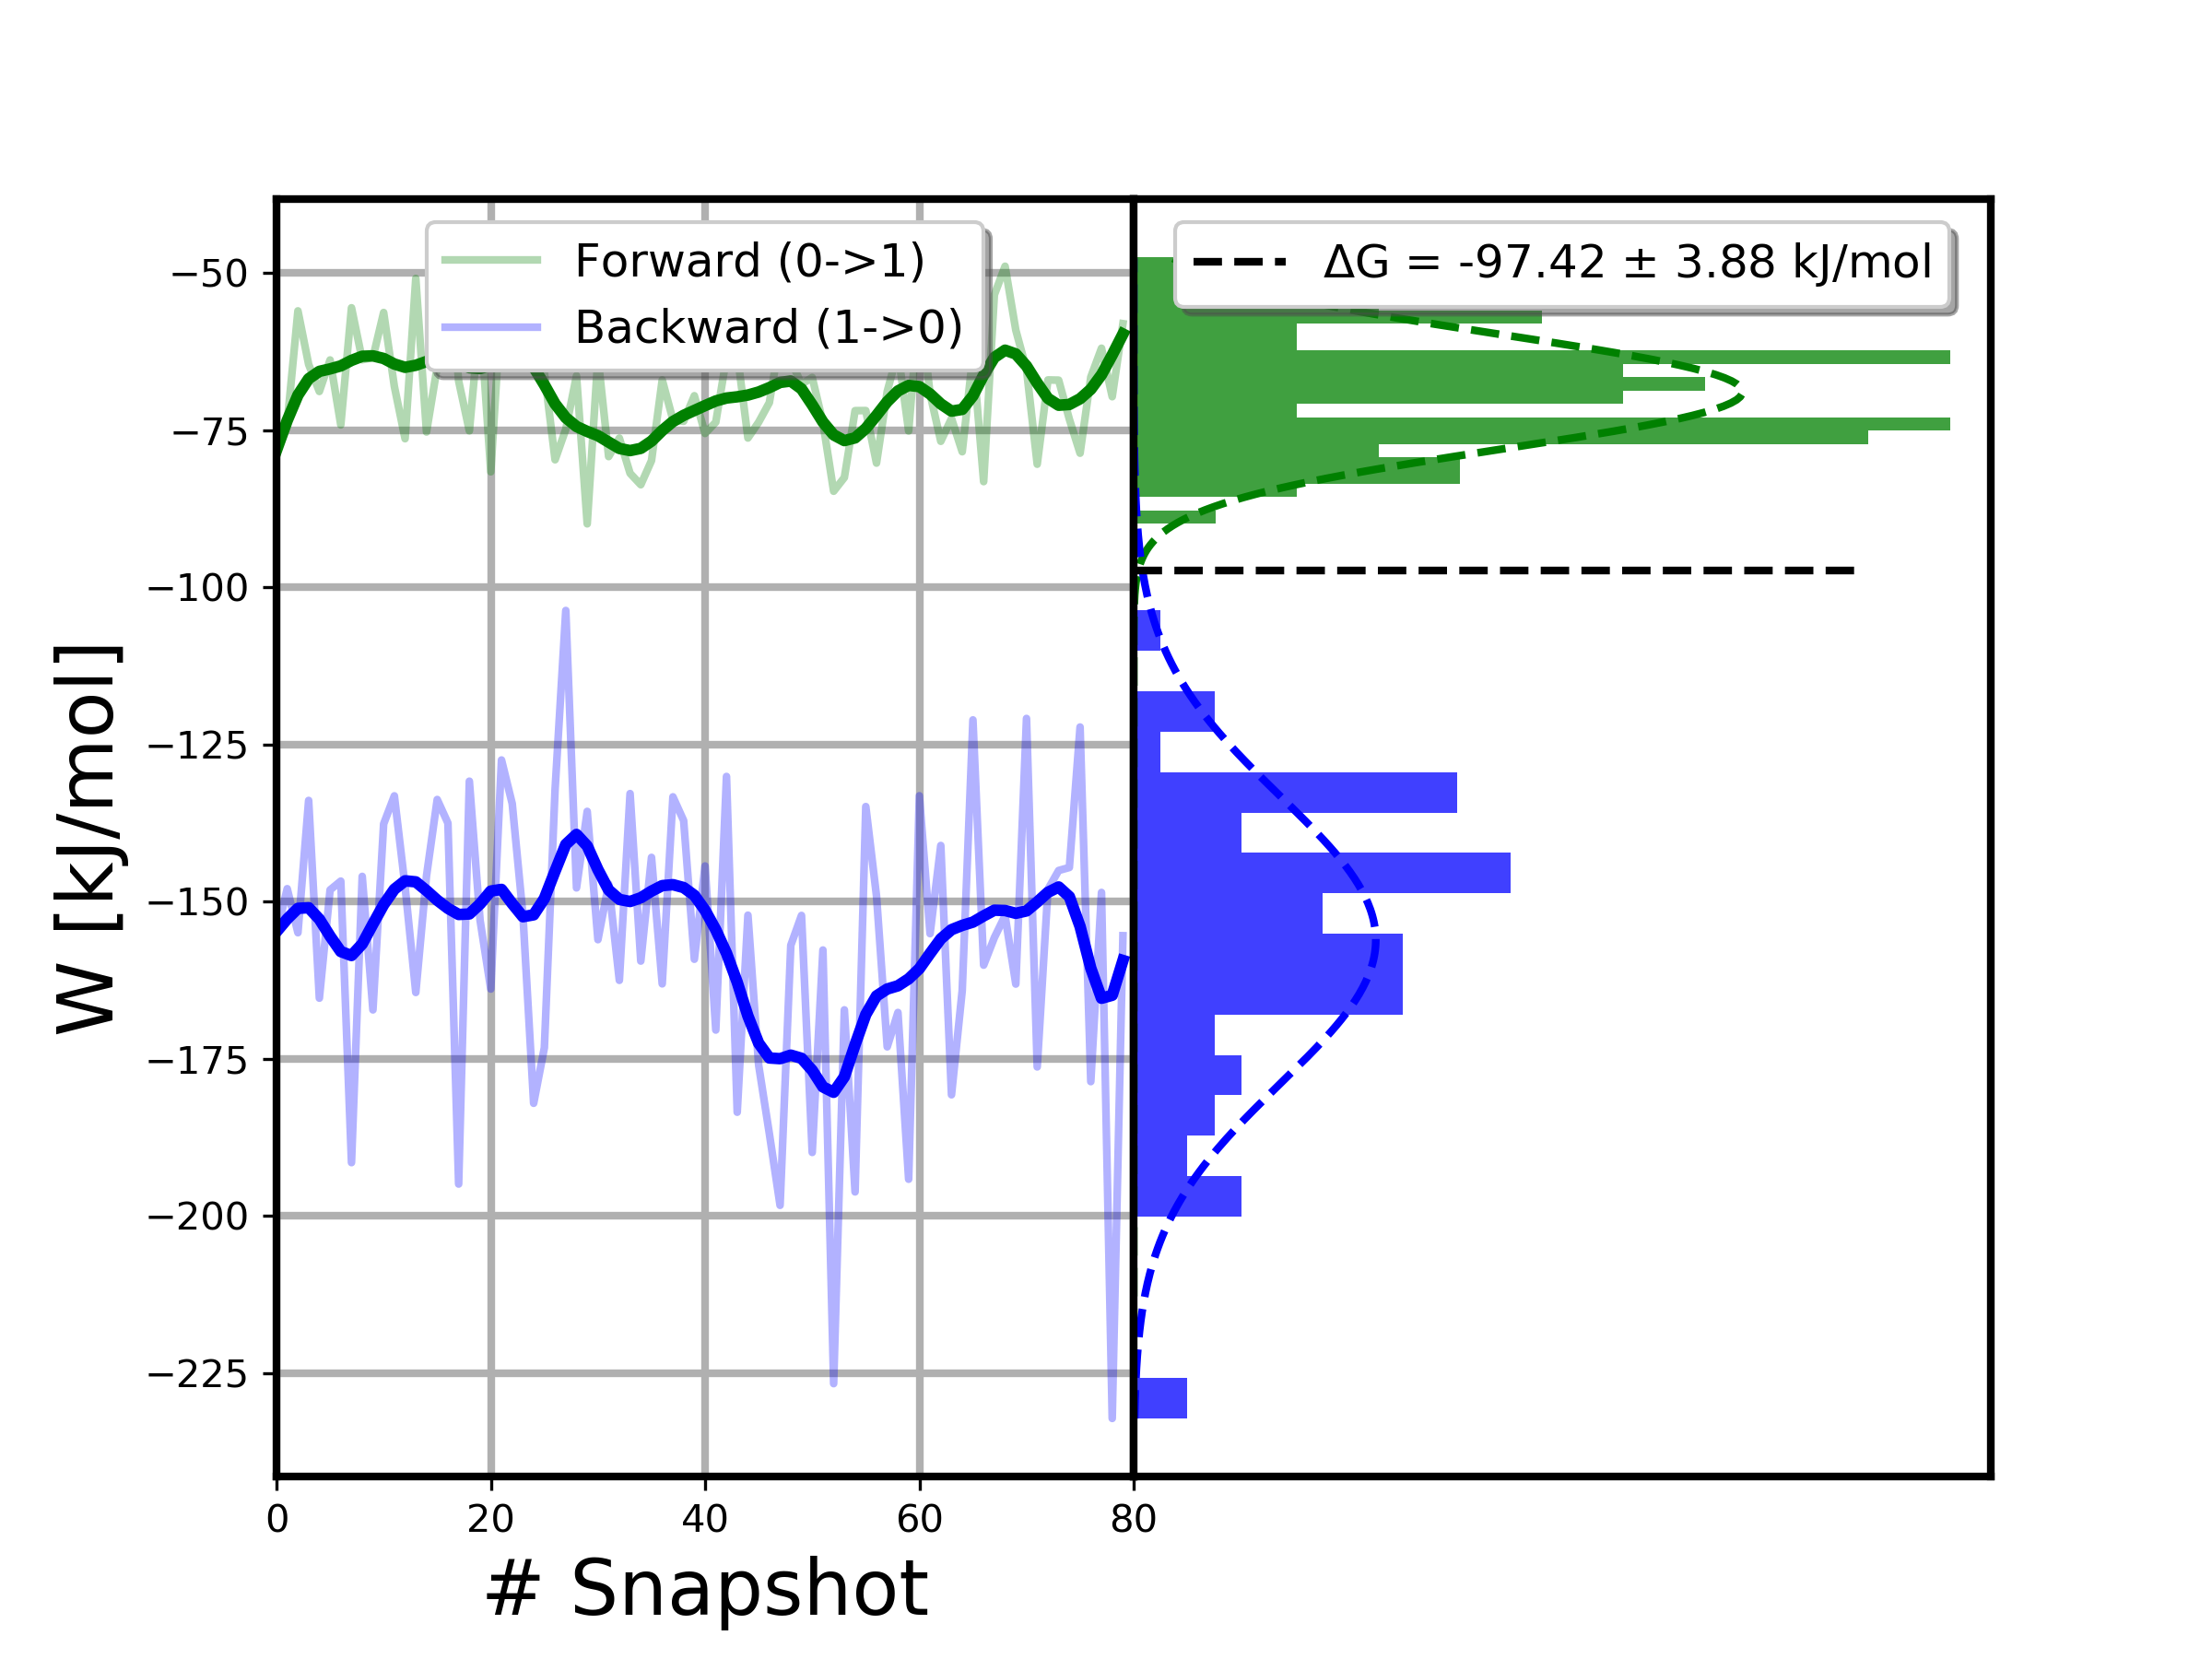 Forward (0->1)
Backward (1->0)
ΔG = -97.42 ± 3.88 kJ/mol
−50
−75
−100
−125
−150
−175
−200
−225
W [kJ/mol]
0 20 40 60 80
# Snapshot